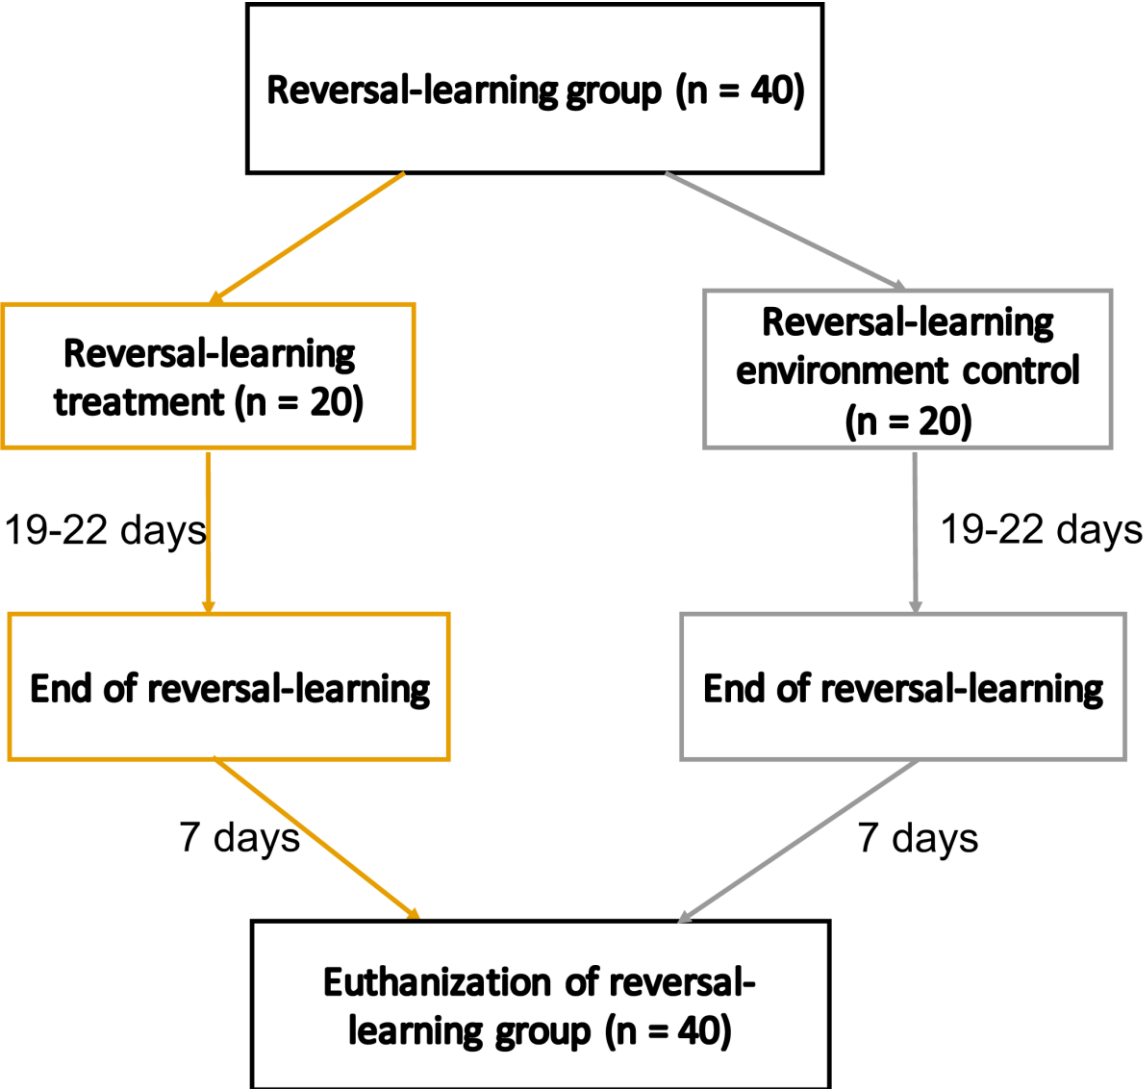 Reversal-learning group (n = 40)
Reversal-learning
treatment (n = 20)
Reversal-learning
environment control
(n = 20)
19-22 days
19-22 days
End of reversal-learning
End of reversal-learning
7 days
7 days
Euthanization of reversal-
learning group (n = 40)